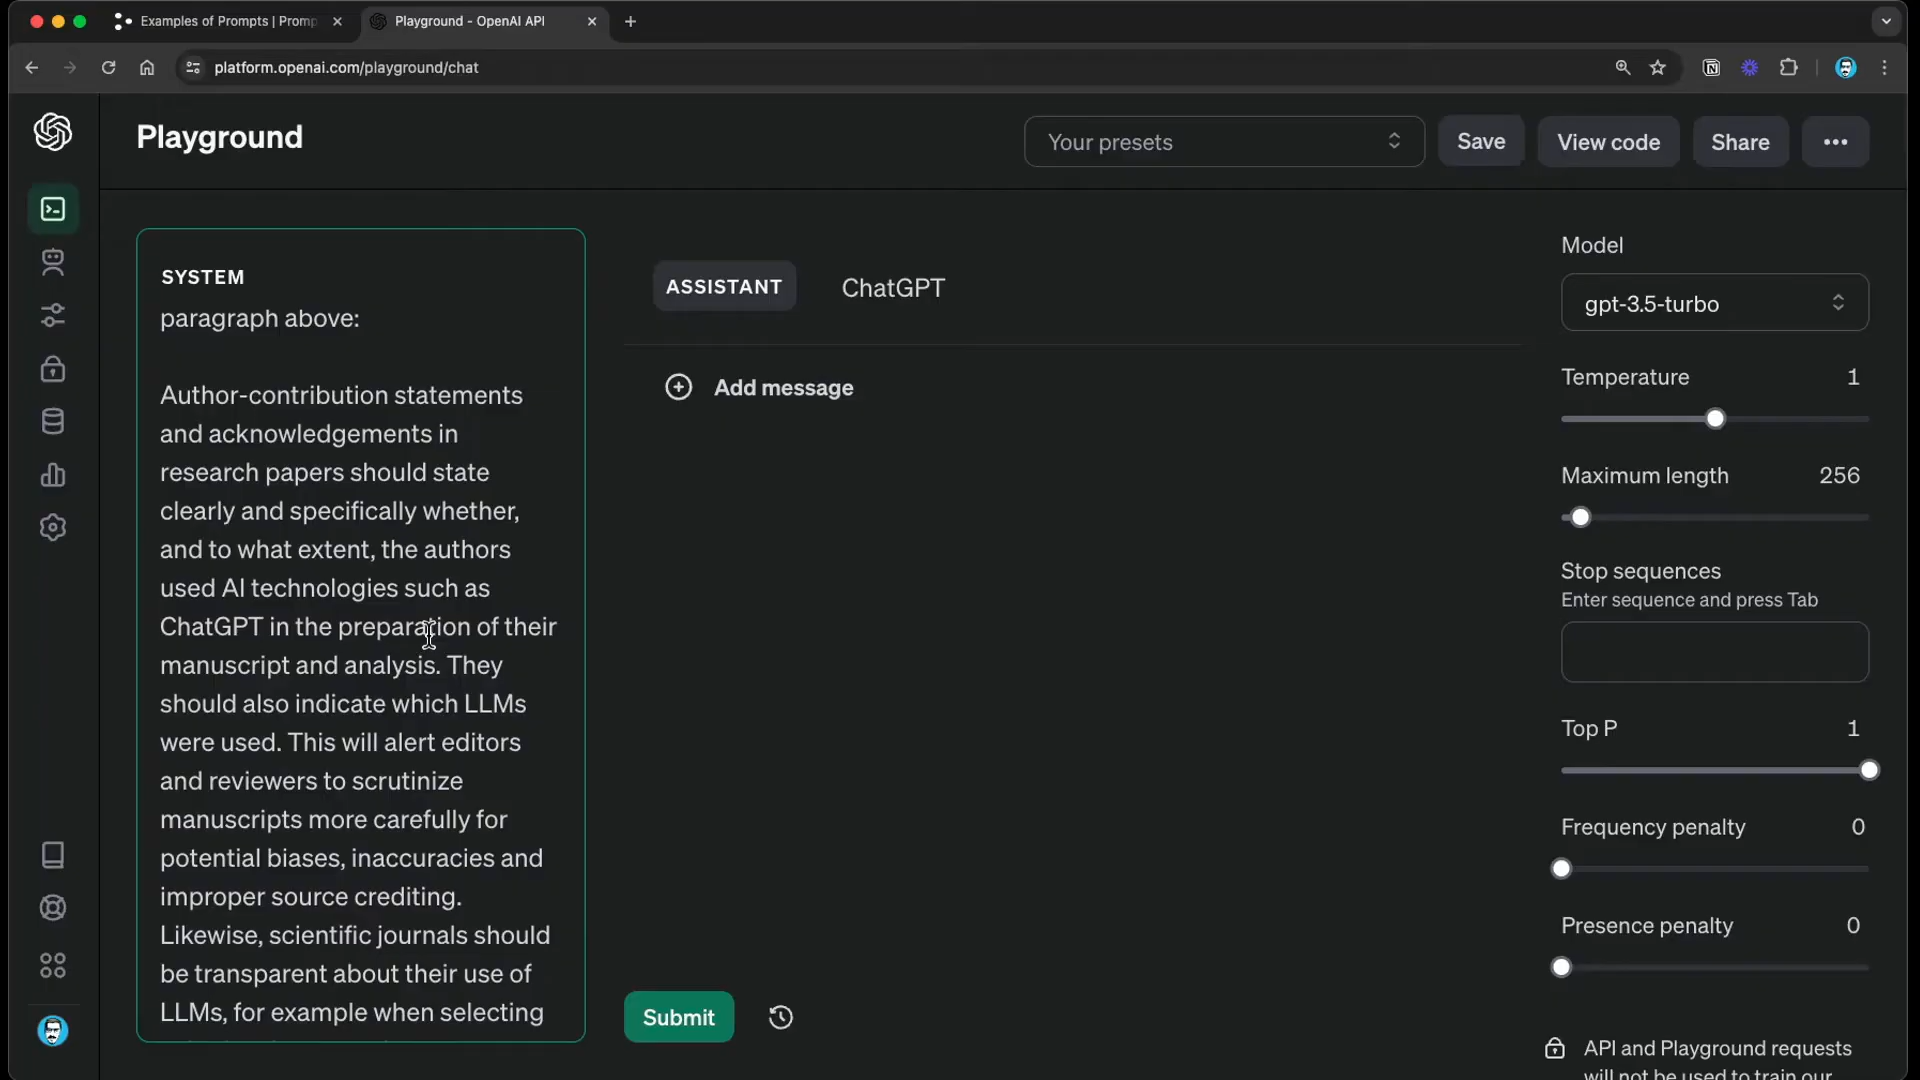 Examples of Prompts | Promp
Playground - OpenAI API
platform.openai.com/playground/chat
Playground
Your presets
Save
View code
Share
SYSTEM
paragraph above:
Author-contribution statements
and acknowledgements in
research papers should state
clearly and specifically whether,
and to what extent, the authors
used AI technologies such as
ChatGPT in the preparation of their
manuscript and analysis. They
should also indicate which LLMs
were used. This will alert editors
and reviewers to scrutinize
manuscripts more carefully for
potential biases, inaccuracies and
improper source crediting.
Likewise, scientific journals should
be transparent about their use of
LLMs, for example when selecting
ASSISTANT
ChatGPT
Add message
Submit
Model
gpt-3.5-turbo
Temperature 1
Maximum length 256
Stop sequences
Enter sequence and press Tab
Top P 1
Frequency penalty 0
Presence penalty 0
API and Playground requests
will not be used to train our